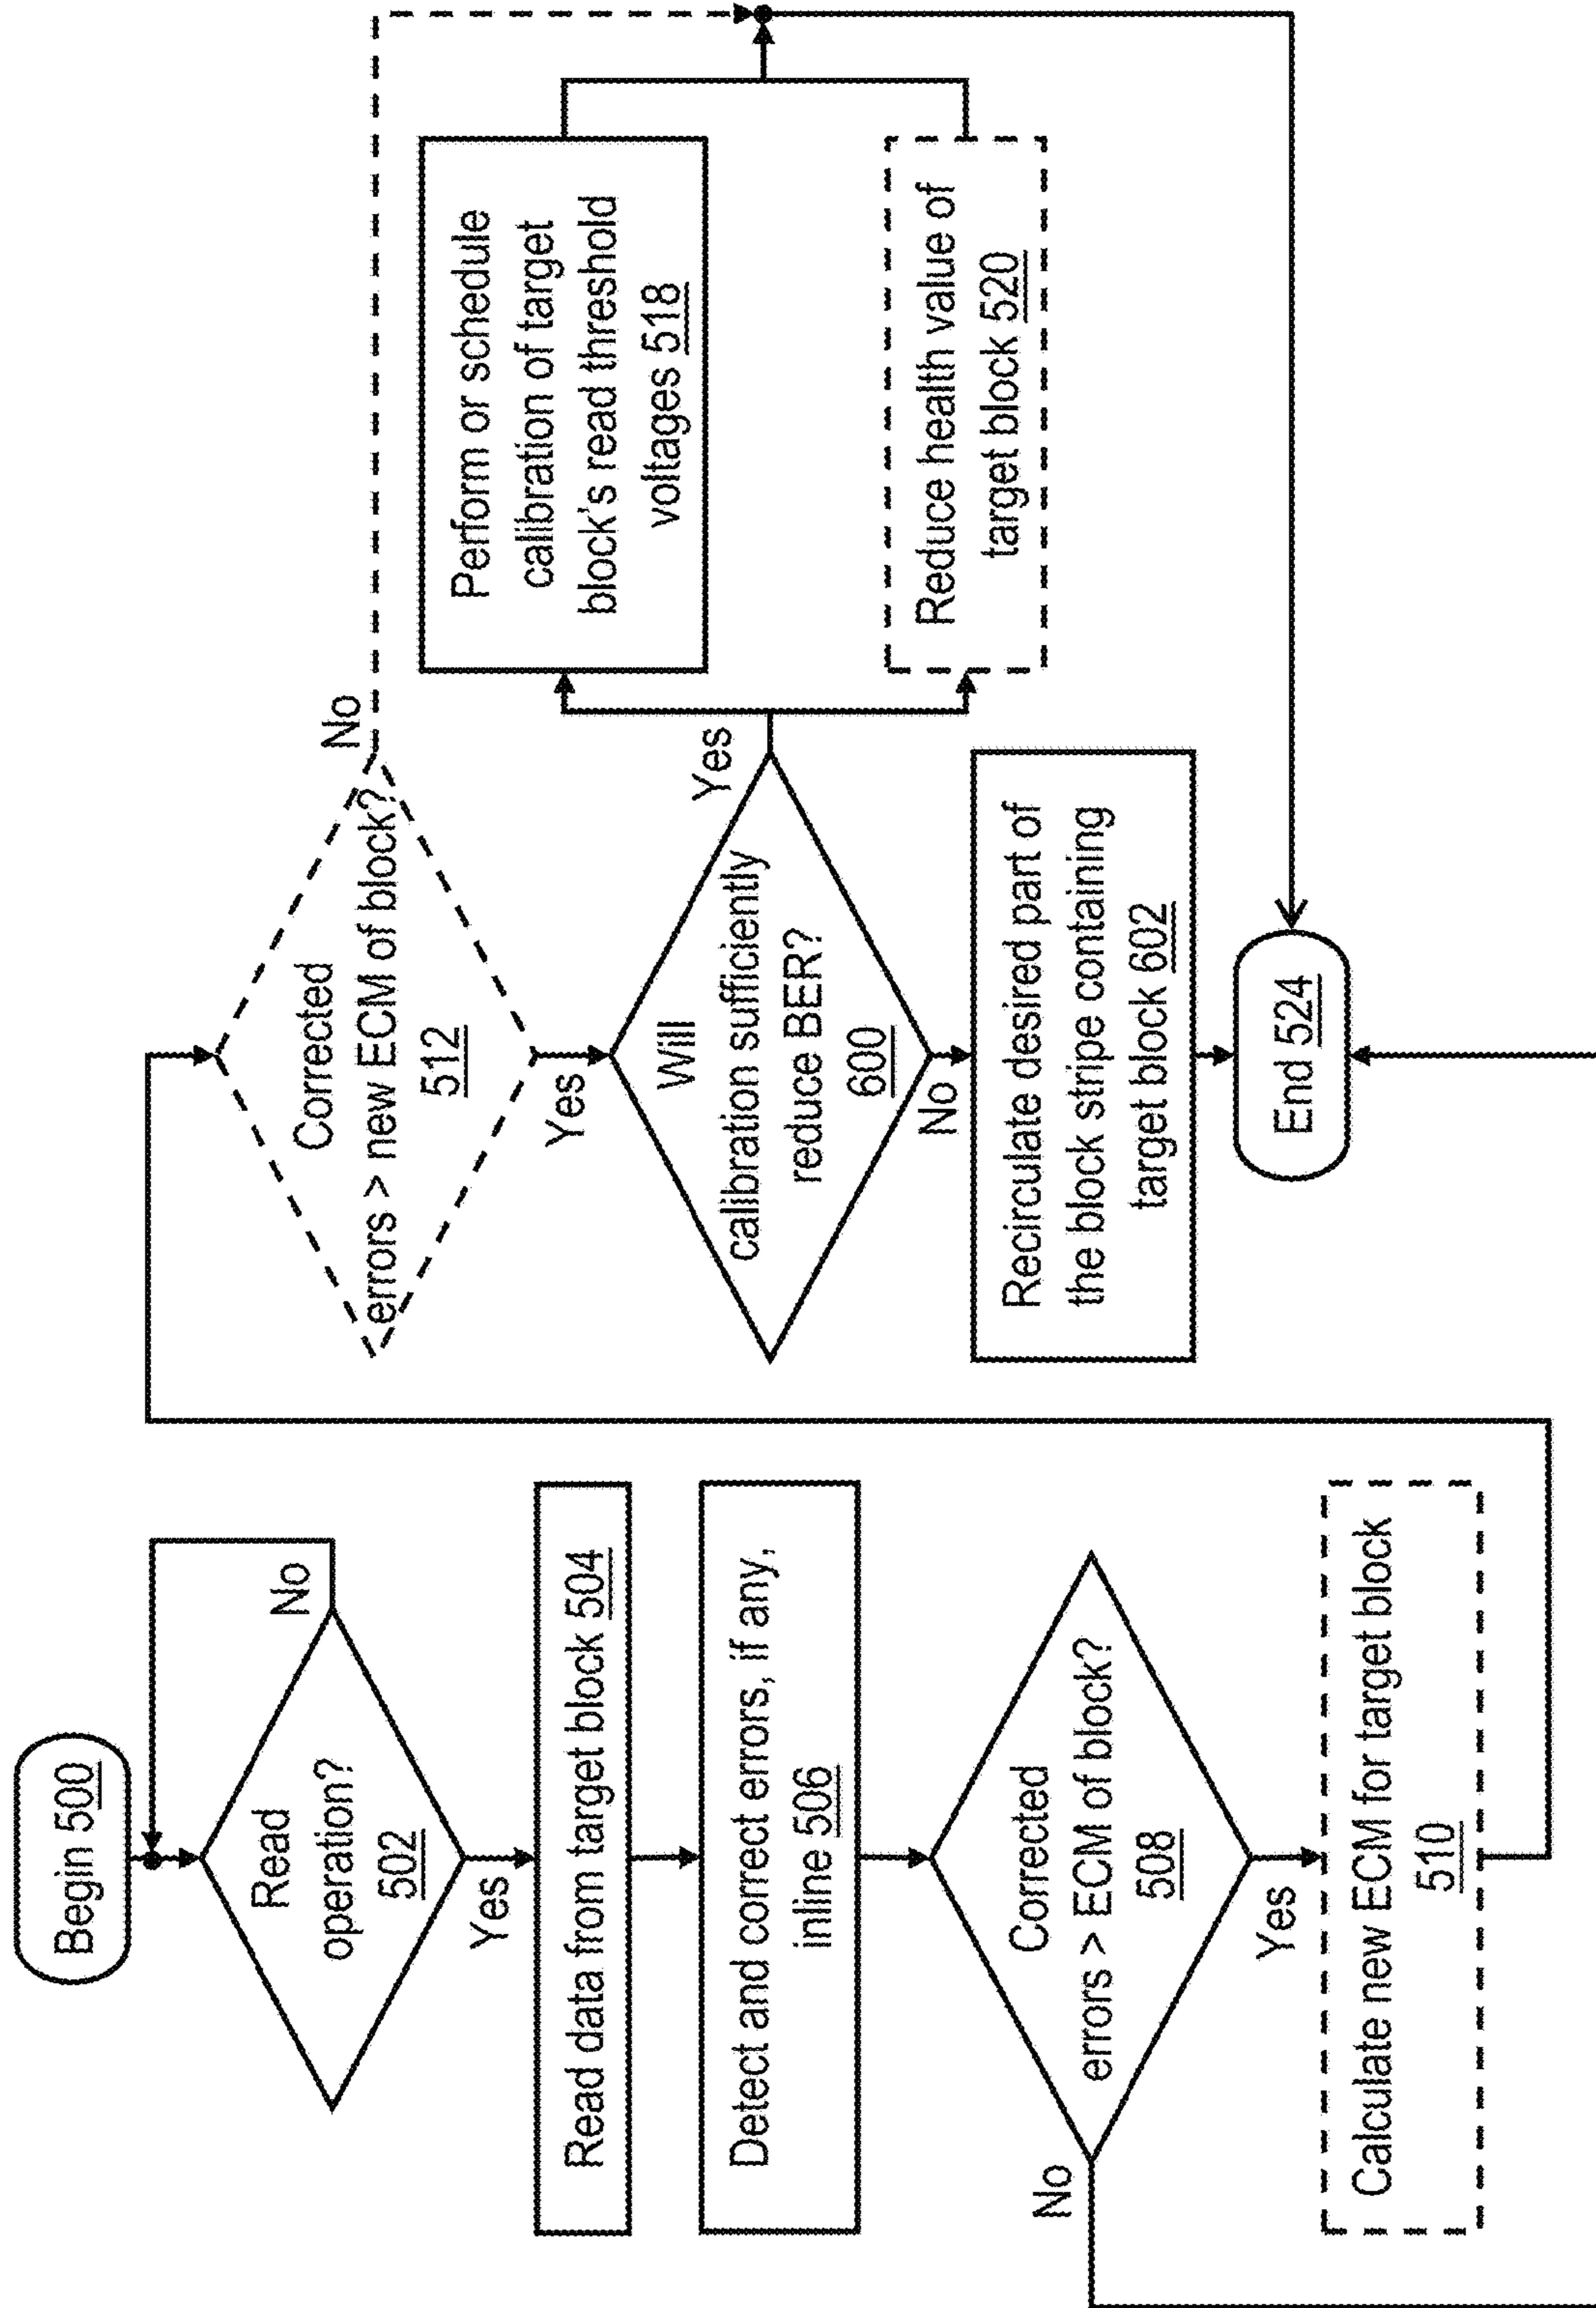 Begin 500
Read
operation?
502
No
Yes
Read data from target block 504
Detect and correct errors, if any,
inline 506
Corrected
errors > ECM of block?
508
No
Yes
Calculate new ECM for target block
510
Corrected
errors > new ECM of block?
512
No
Yes
Will
calibration sufficiently
reduce BER?
600
Yes
No
Perform or schedule
calibration of target
block's read threshold
voltages 518
Reduce health value of
target block 520
Recirculate desired part of
the block stripe containing
target block 602
End 524